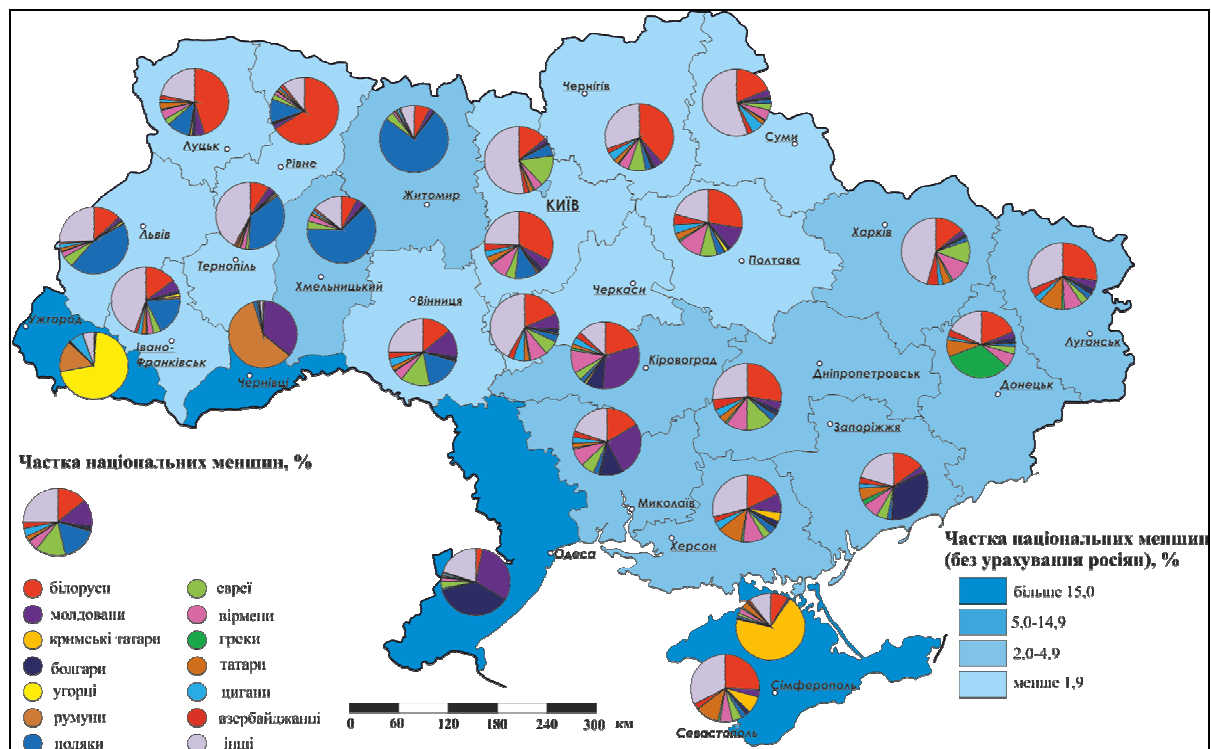 Чернігів
Суми
Луцьк
Рівне
Житомир
КИЇВ
Львів
Тернопіль
Хмельницький
Полтава
Харків
Вінниця
Черкаси
Ужгород
Івано-
Франківськ
Чернівці
Кіровоград
Дніпропетровськ
Луганськ
Донецьк
Запоріжжя
Миколаїв
Херсон
Одеса
Сімферополь
Севастополь
Частка національних меншин, %
білоруси
молдовани
кримські татари
болгари
угорці
румуни
поляки
євреї
вірмени
греки
татари
цигани
азербайджанці
інші
0 60 120 180 240 300 км
Частка національних меншин
(без урахування росіян), %
більше 15,0
5,0-14,9
2,0-4,9
менше 1,9